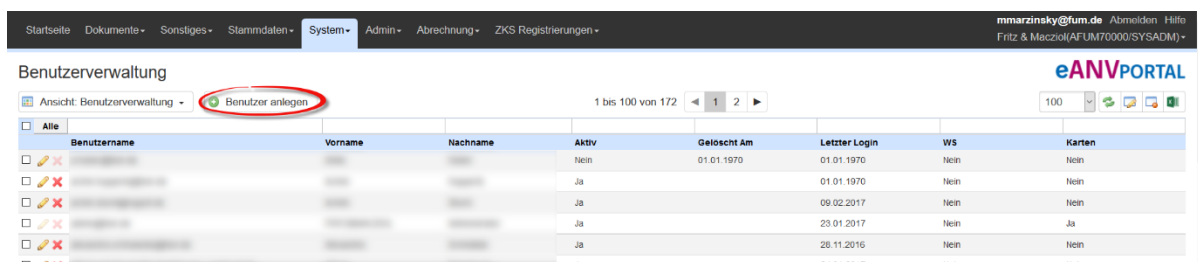 mmarzinsky@fum.de Abmelden Hilfe
Startseite Dokumente Sonstiges Stammdaten System Admin Abrechnung ZKS Registrierungen
Fritz & Macziol(AFUM70000/SYSADM)
Benutzerverwaltung
eANVPORTAL
Ansicht: Benutzerverwaltung Benutzer anlegen 1 bis 100 von 172 1 2 100
Alle
Benutzername Vorname Nachname Aktiv Gelöscht Am Letzter Login WS Karten
Nein 01.01.1970 01.01.1970 Nein Nein
Ja 01.01.1970 Nein Nein
Ja 09.02.2017 Nein Nein
Ja 23.01.2017 Nein Ja
Ja 28.11.2016 Nein Nein